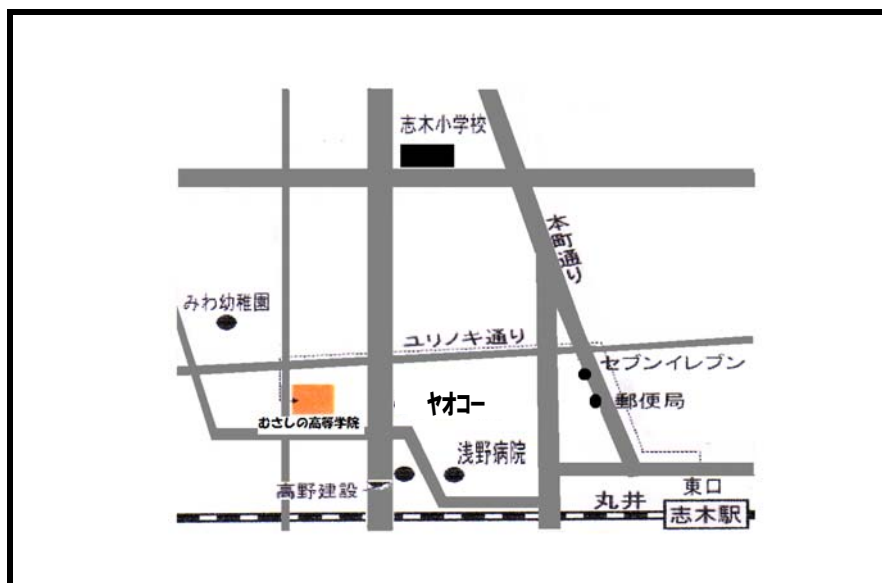 志木小学校
本町通り
みわ幼稚園
ユリノキ通り
セブンイレブン
ヤオコー
郵便局
むさしの高等学院
浅野病院
高野建設
丸井
東口
志木駅